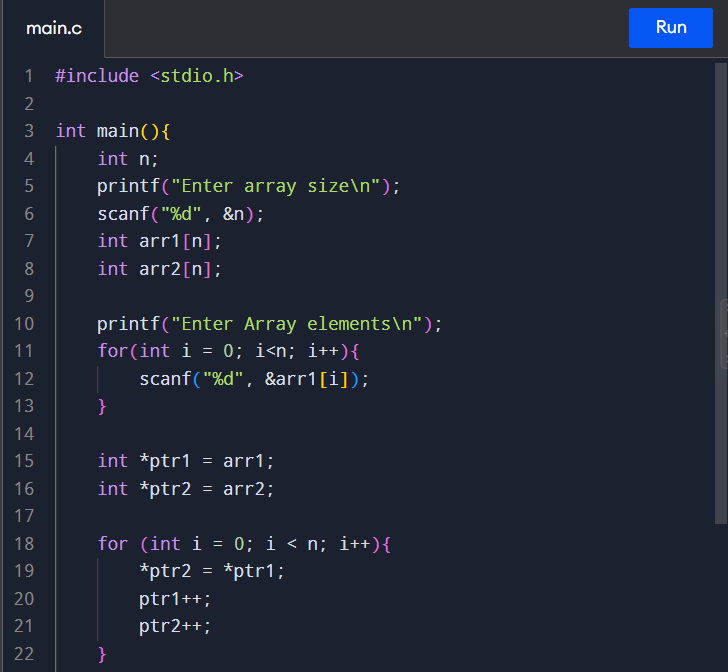 main.c
Run
1 #include <stdio.h>
2
3 int main(){
4     int n;
5     printf("Enter array size\n");
6     scanf("%d", &n);
7     int arr1[n];
8     int arr2[n];
9
10     printf("Enter Array elements\n");
11     for(int i = 0; i<n; i++){
12         scanf("%d", &arr1[i]);
13     }
14
15     int *ptr1 = arr1;
16     int *ptr2 = arr2;
17
18     for (int i = 0; i < n; i++){
19         *ptr2 = *ptr1;
20         ptr1++;
21         ptr2++;
22     }